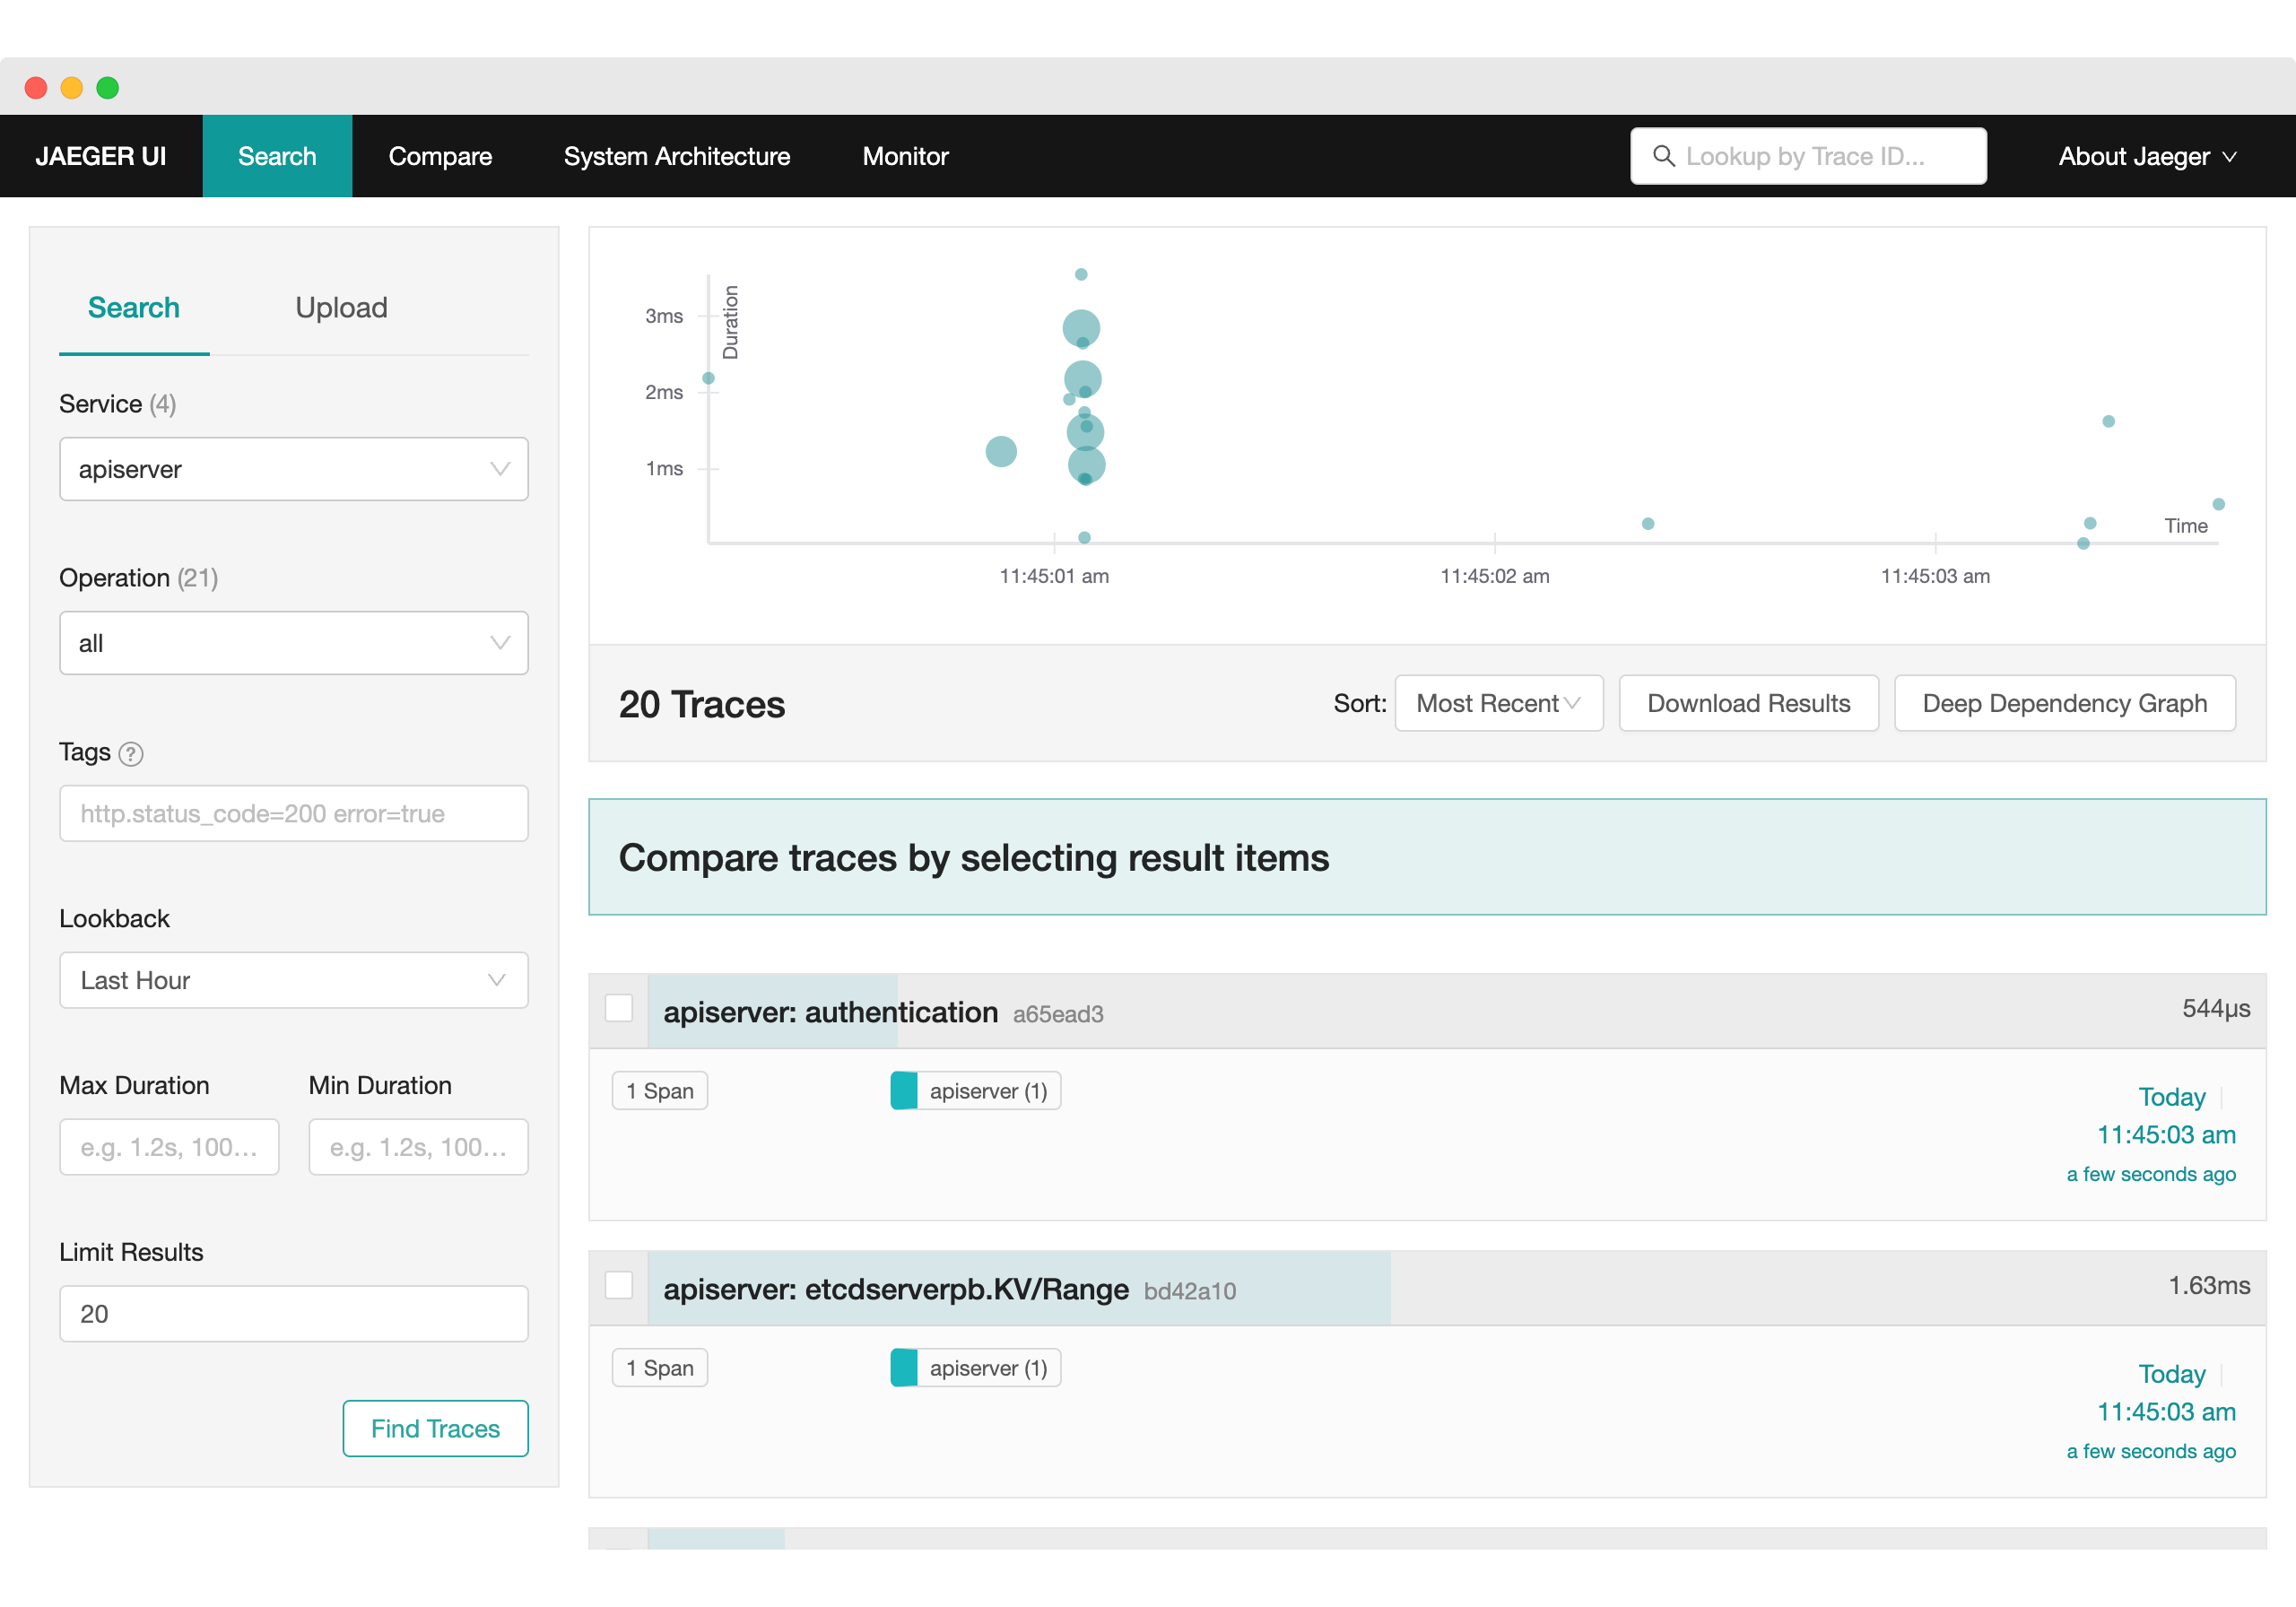 JAEGER UI Search Compare System Architecture Monitor Lookup by Trace ID... About Jaeger
Search Upload
Service (4)
apiserver
Operation (21)
all
Tags ?
http.status_code=200 error=true
Lookback
Last Hour
Max Duration Min Duration
e.g. 1.2s, 100... e.g. 1.2s, 100...
Limit Results
20
Find Traces
Duration
3ms
2ms
1ms
Time
11:45:01 am 11:45:02 am 11:45:03 am
20 Traces Sort: Most Recent Download Results Deep Dependency Graph
Compare traces by selecting result items
apiserver: authentication a65ead3 544μs
1 Span apiserver (1) Today
11:45:03 am
a few seconds ago
apiserver: etcdserverpb.KV/Range bd42a10 1.63ms
1 Span apiserver (1) Today
11:45:03 am
a few seconds ago